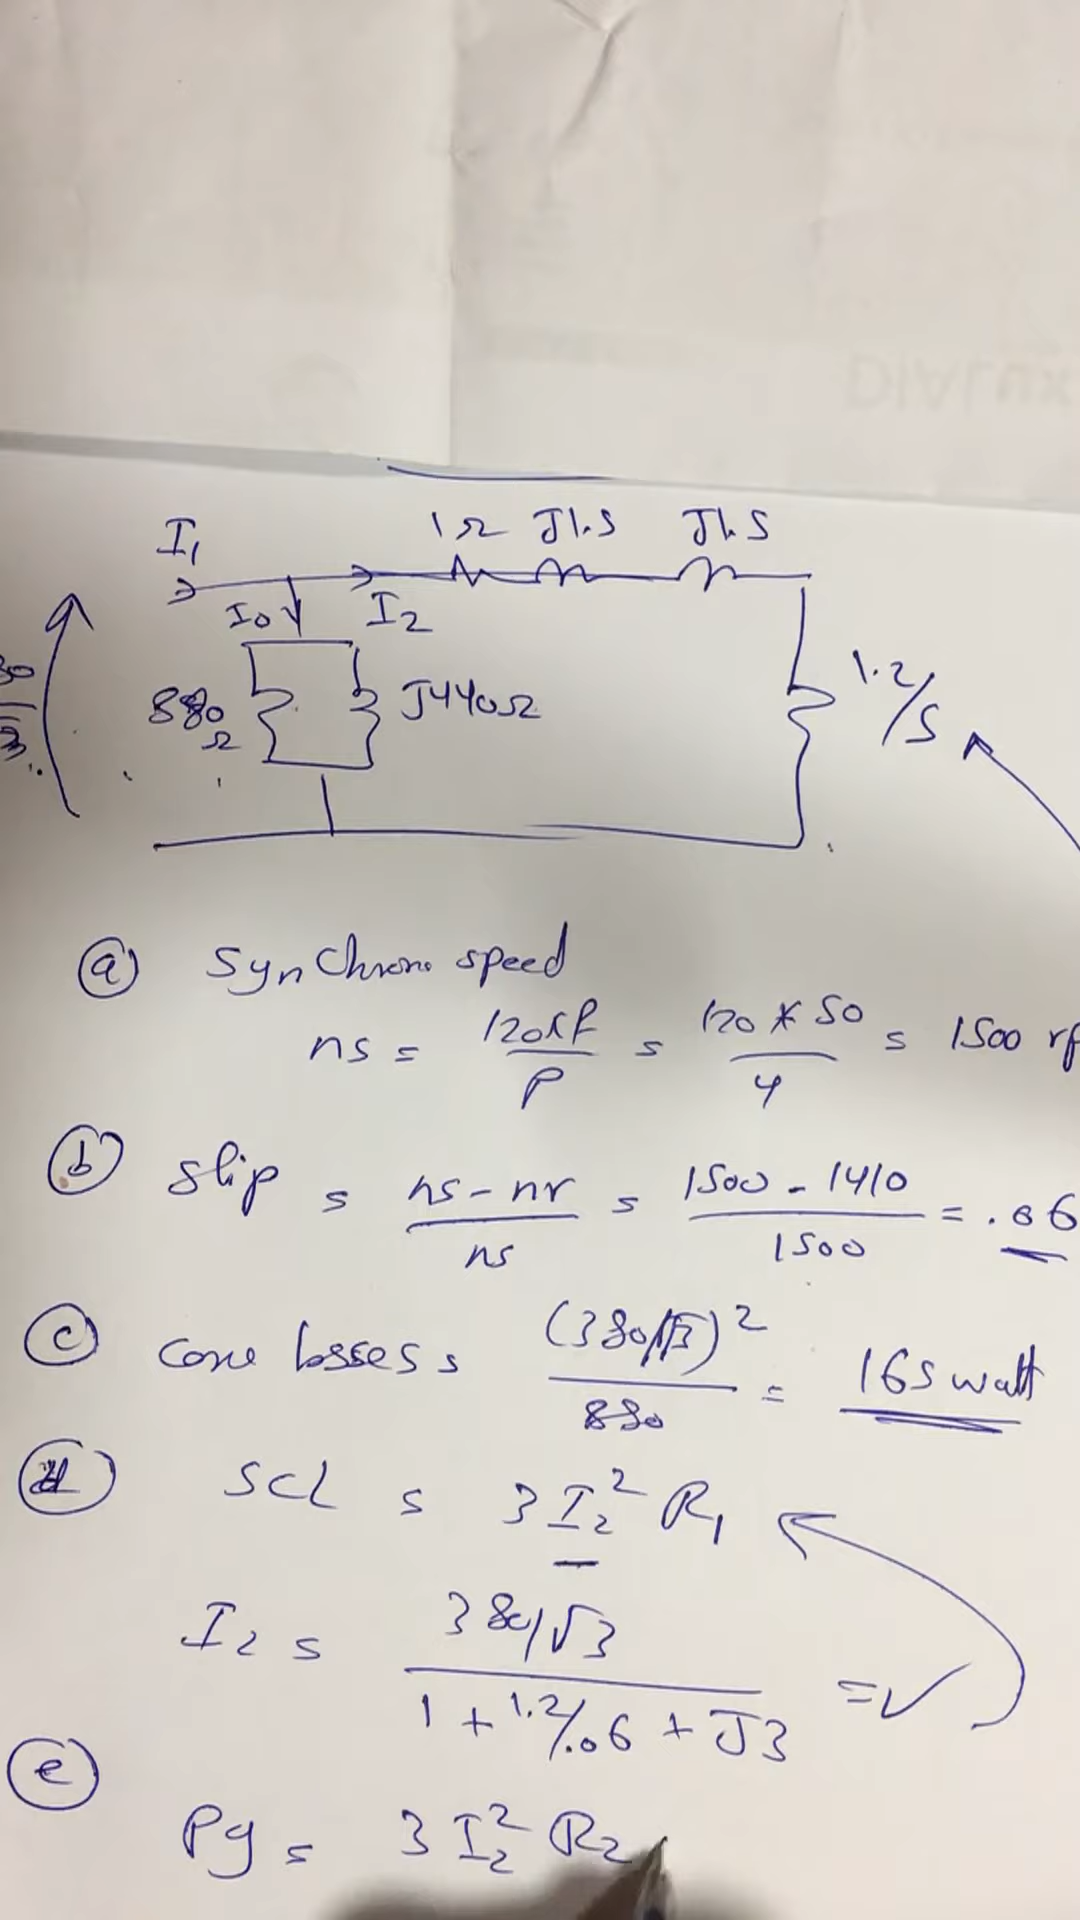 DIALux
I₁
1Ω J1.5 J1.5
I₀ I₂
880 Ω J440Ω
1.2/S
ⓐ Synchrono speed
ns = 120×f / P = 120 * 50 / 4 = 1500
ⓑ slip = ns - nr / ns = 1500 - 1410 / 1500 = .06
ⓒ core losses = (380/√3)² / 880 = 165 watt
ⓓ SCL = 3 I₂² R₁
I₂ = 380/√3 / 1 + 1.2/.06 + J3 = ✓
ⓔ
Pg = 3 I₂² R₂